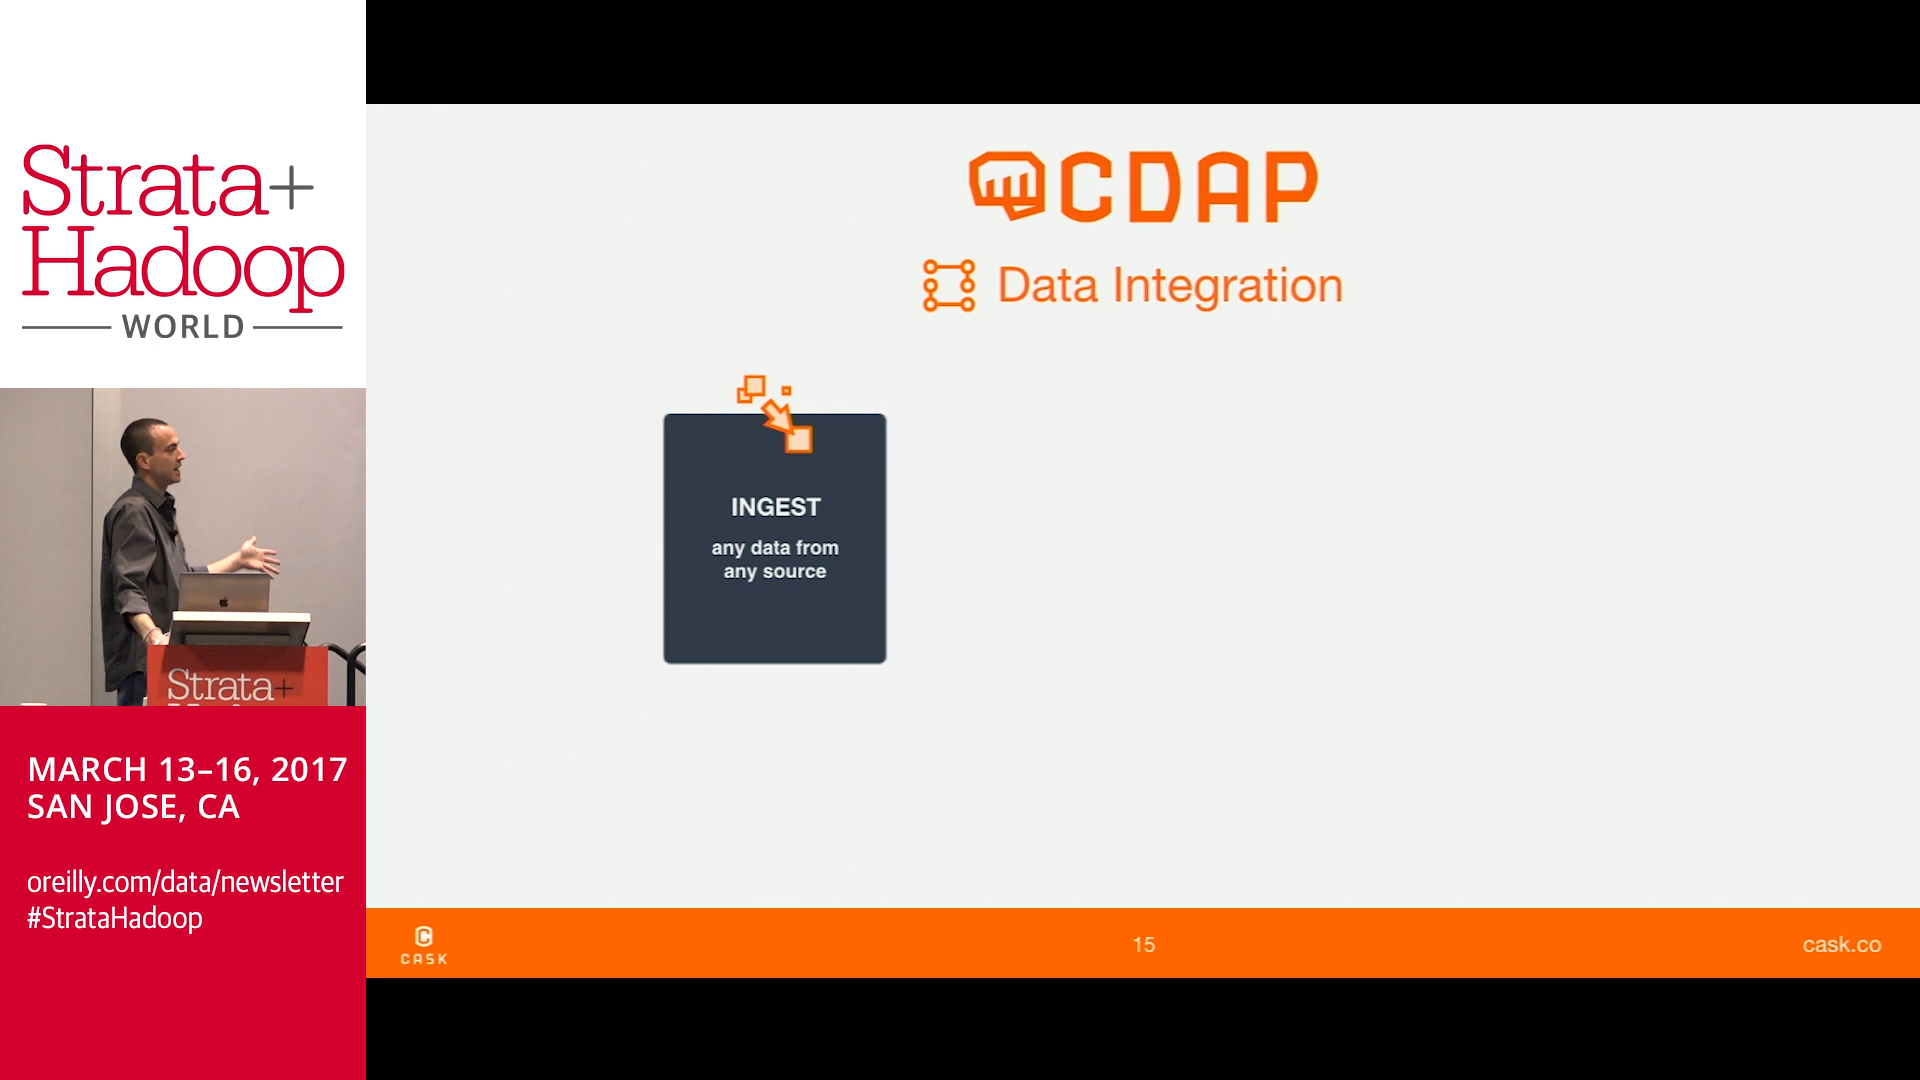 Strata+
Hadoop
WORLD
Strata+
MARCH 13–16, 2017
SAN JOSE, CA
oreilly.com/data/newsletter
#StrataHadoop
CDAP
Data Integration
INGEST
any data from
any source
CASK
15
cask.co